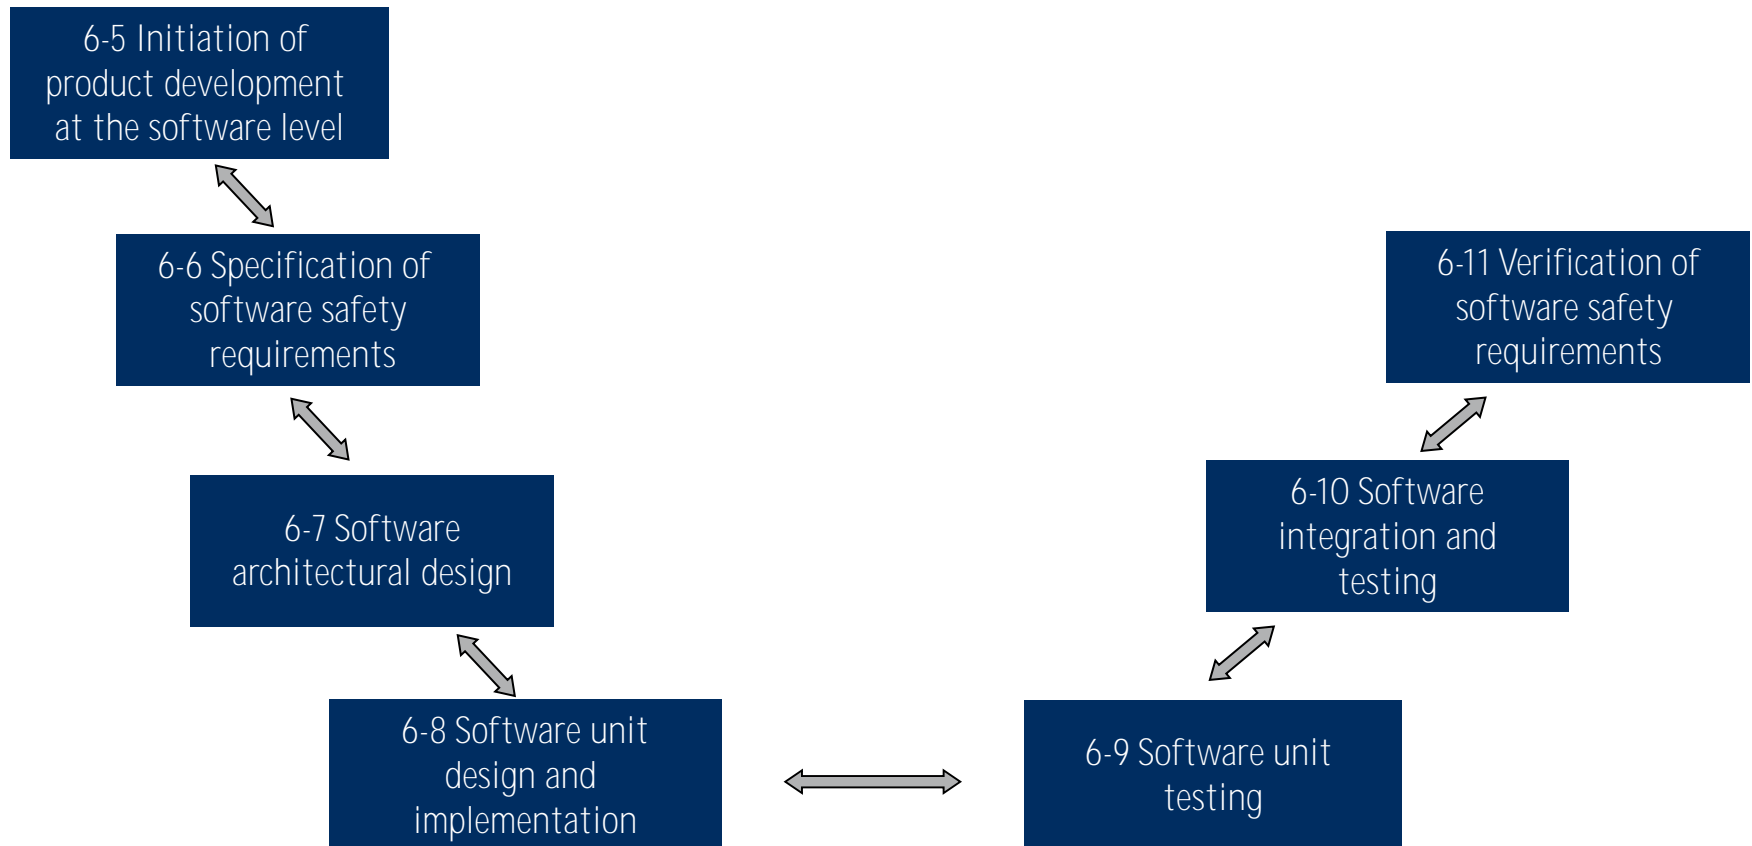 6-5 Initiation of
product development
at the software level
6-6 Specification of
software safety
requirements
6-11 Verification of
software safety
requirements
6-7 Software
architectural design
6-10 Software
integration and
testing
6-8 Software unit
design and
implementation
6-9 Software unit
testing